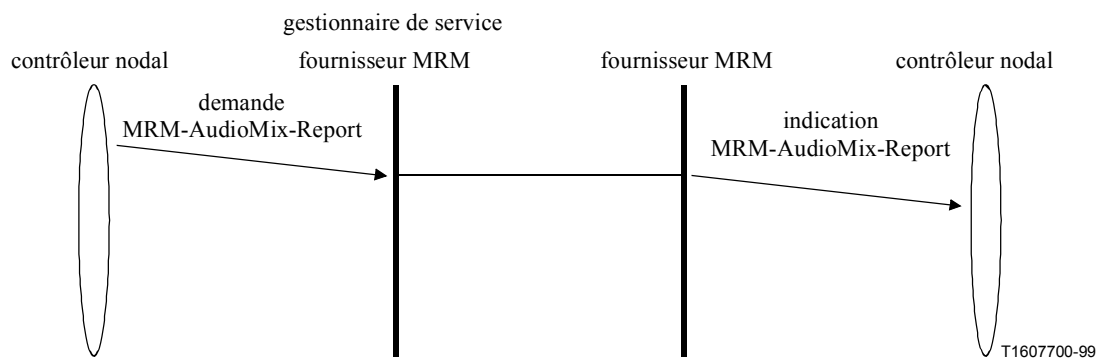 gestionnaire de service
contrôleur nodal
fournisseur MRM
fournisseur MRM
contrôleur nodal
demande
MRM-AudioMix-Report
indication
MRM-AudioMix-Report
T1607700-99